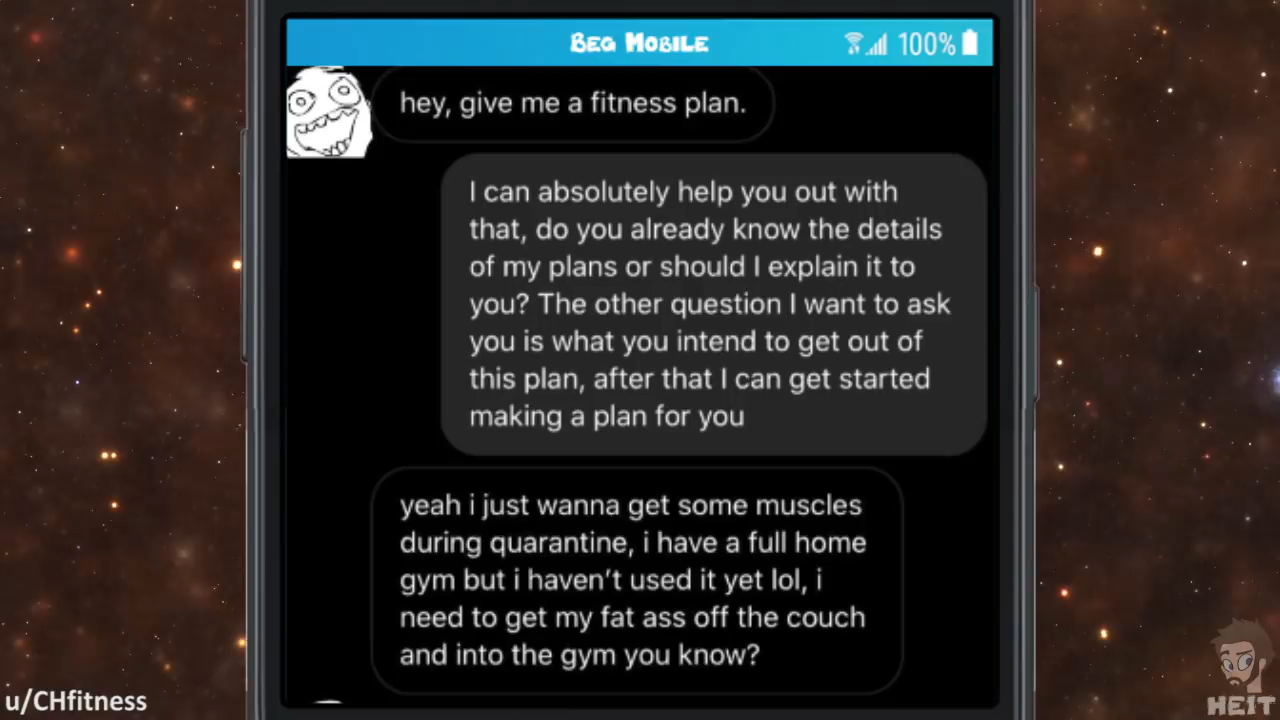 BEG MOBILE
100%
hey, give me a fitness plan.
I can absolutely help you out with
that, do you already know the details
of my plans or should I explain it to
you? The other question I want to ask
you is what you intend to get out of
this plan, after that I can get started
making a plan for you
yeah i just wanna get some muscles
during quarantine, i have a full home
gym but i haven’t used it yet lol, i
need to get my fat ass off the couch
and into the gym you know?
u/CHfitness
HEIT